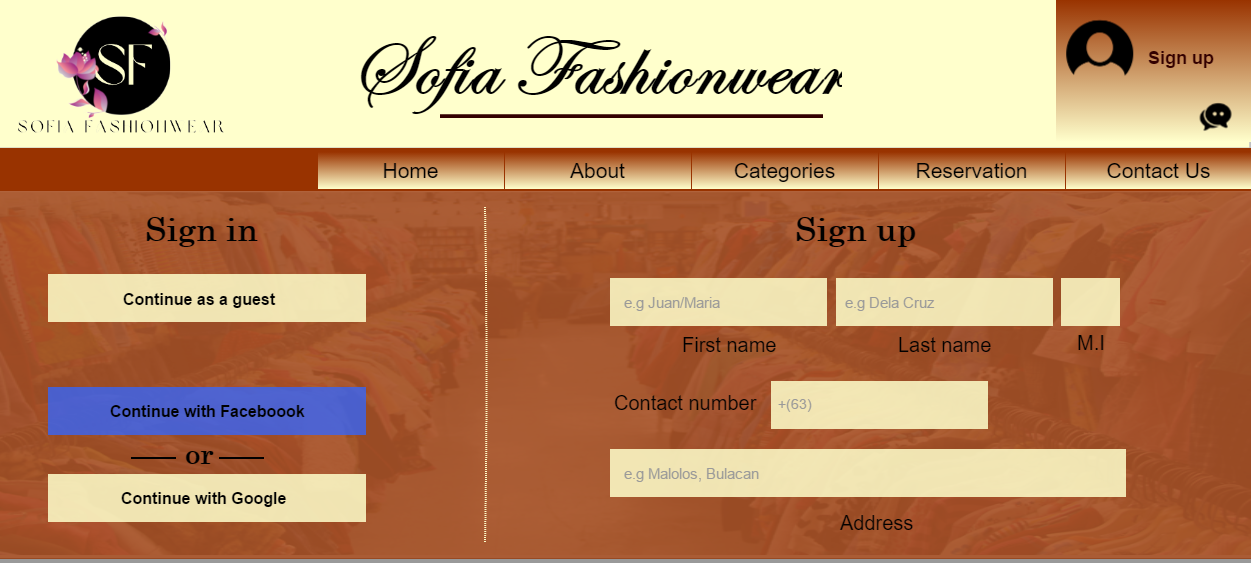 SF
SOFIA FASHIONWEAR
Sofia Fashionwear
Sign up
Home
About
Categories
Reservation
Contact Us
Sign in
Continue as a guest
Continue with Faceboook
or
Continue with Google
Sign up
e.g Juan/Maria
e.g Dela Cruz
First name
Last name
M.I
Contact number
+(63)
e.g Malolos, Bulacan
Address